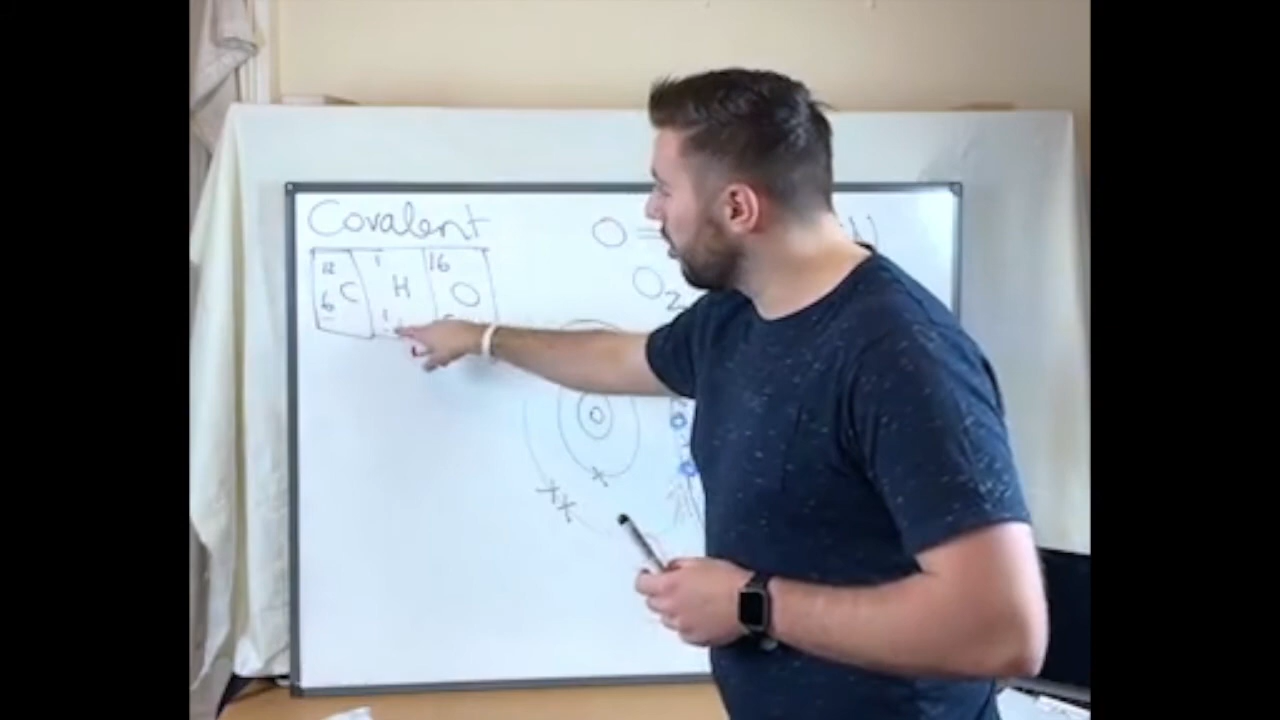 Covalent
O =
12 1 16
6 C H O
1
O2